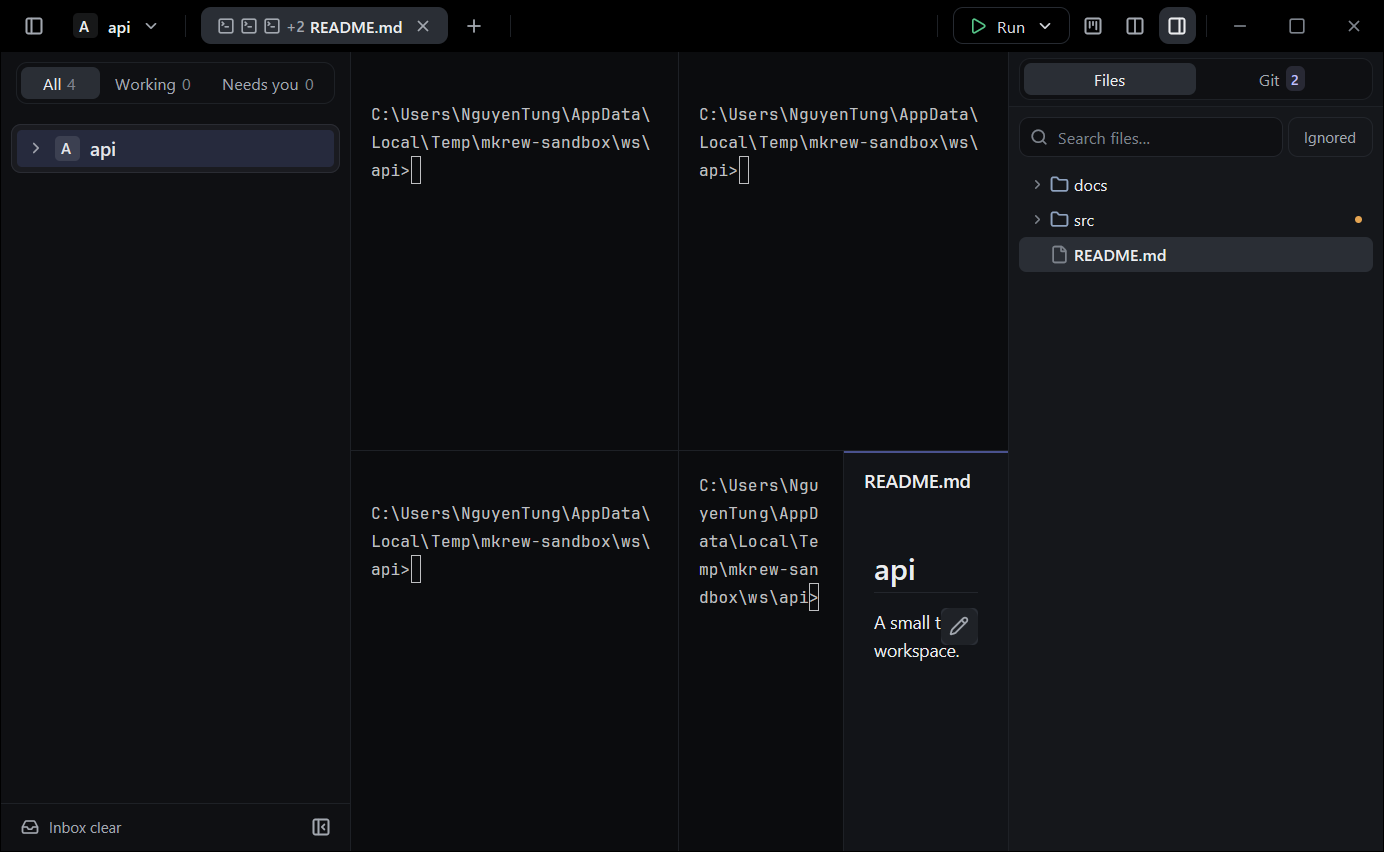 A api
+2 README.md
Run
All 4
Working 0
Needs you 0
A api
Inbox clear
C:\Users\NguyenTung\AppData\
Local\Temp\mkrew-sandbox\ws\
api>
C:\Users\NguyenTung\AppData\
Local\Temp\mkrew-sandbox\ws\
api>
C:\Users\NguyenTung\AppData\
Local\Temp\mkrew-sandbox\ws\
api>
C:\Users\Ngu
yenTung\AppD
ata\Local\Te
mp\mkrew-san
dbox\ws\api>
README.md
api
A small t
workspace.
Files
Git 2
Search files...
Ignored
docs
src
README.md